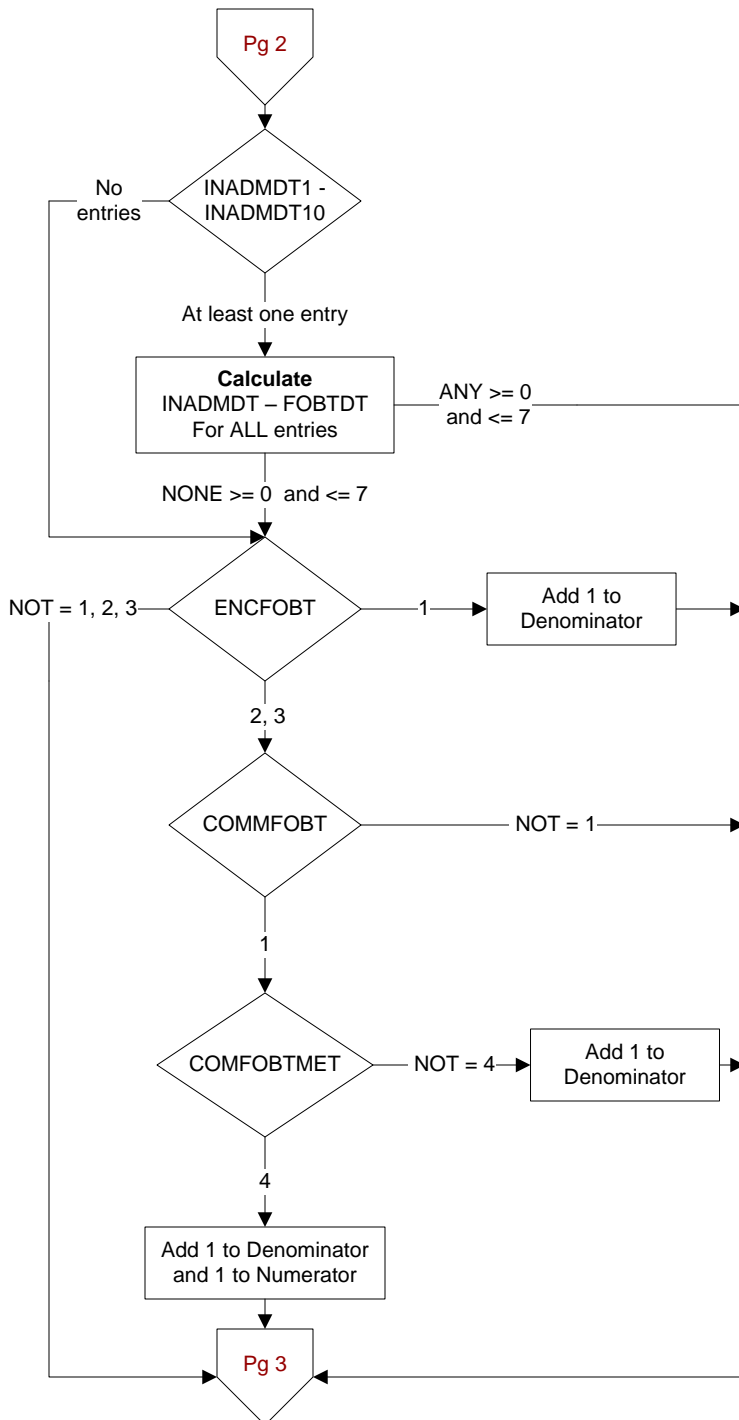 Pg 2
No
entries
INADMDT1 -
INADMDT10
At least one entry
Calculate
INADMDT – FOBTDT
For ALL entries
ANY >= 0
and <= 7
NONE >= 0 and <= 7
NOT = 1, 2, 3
ENCFOBT
1
Add 1 to
Denominator
2, 3
COMMFOBT
NOT = 1
1
COMFOBTMET
NOT = 4
Add 1 to
Denominator
4
Add 1 to Denominator
and 1 to Numerator
Pg 3